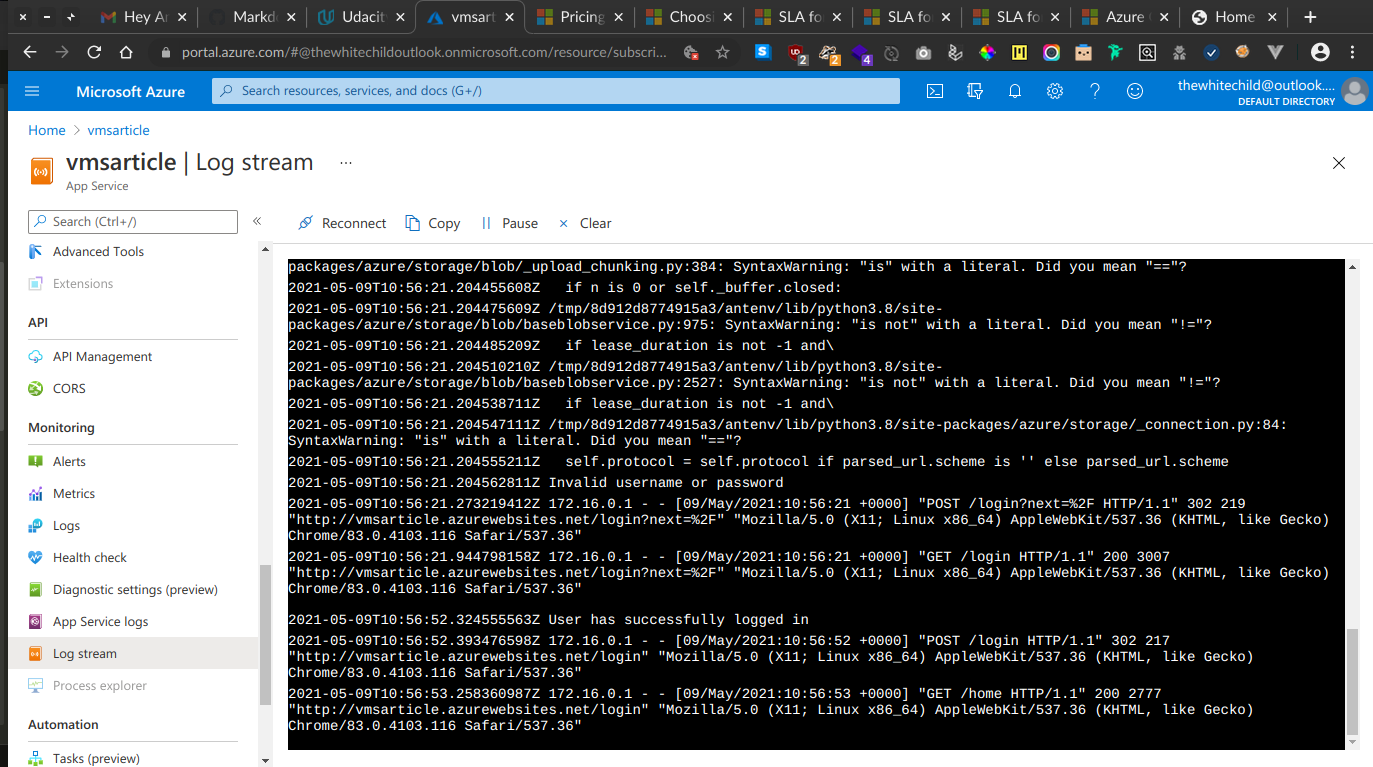 Hey Ar
Markd
Udacit
vmsart
Pricing
Choosi
SLA fo
SLA fo
SLA fo
Azure C
Home
portal.azure.com/#@thewhitechildoutlook.onmicrosoft.com/resource/subscri...
2
2
4
Microsoft Azure
Search resources, services, and docs (G+/)
thewhitechild@outlook....
DEFAULT DIRECTORY
Home > vmsarticle
vmsarticle | Log stream ...
App Service
Search (Ctrl+/)
«
Reconnect Copy Pause Clear
Advanced Tools
Extensions
API
API Management
CORS
Monitoring
Alerts
Metrics
Logs
Health check
Diagnostic settings (preview)
App Service logs
Log stream
Process explorer
Automation
Tasks (preview)
packages/azure/storage/blob/_upload_chunking.py:384: SyntaxWarning: "is" with a literal. Did you mean "=="?
2021-05-09T10:56:21.204455608Z   if n is 0 or self._buffer.closed:
2021-05-09T10:56:21.204475609Z /tmp/8d912d8774915a3/antenv/lib/python3.8/site-
packages/azure/storage/blob/baseblobservice.py:975: SyntaxWarning: "is not" with a literal. Did you mean "!="?
2021-05-09T10:56:21.204485209Z   if lease_duration is not -1 and\
2021-05-09T10:56:21.204510210Z /tmp/8d912d8774915a3/antenv/lib/python3.8/site-
packages/azure/storage/blob/baseblobservice.py:2527: SyntaxWarning: "is not" with a literal. Did you mean "!="?
2021-05-09T10:56:21.204538711Z   if lease_duration is not -1 and\
2021-05-09T10:56:21.204547111Z /tmp/8d912d8774915a3/antenv/lib/python3.8/site-packages/azure/storage/_connection.py:84:
SyntaxWarning: "is" with a literal. Did you mean "=="?
2021-05-09T10:56:21.204555211Z   self.protocol = self.protocol if parsed_url.scheme is '' else parsed_url.scheme
2021-05-09T10:56:21.204562811Z Invalid username or password
2021-05-09T10:56:21.273219412Z 172.16.0.1 - - [09/May/2021:10:56:21 +0000] "POST /login?next=%2F HTTP/1.1" 302 219
"http://vmsarticle.azurewebsites.net/login?next=%2F" "Mozilla/5.0 (X11; Linux x86_64) AppleWebKit/537.36 (KHTML, like Gecko)
Chrome/83.0.4103.116 Safari/537.36"
2021-05-09T10:56:21.944798158Z 172.16.0.1 - - [09/May/2021:10:56:21 +0000] "GET /login HTTP/1.1" 200 3007
"http://vmsarticle.azurewebsites.net/login?next=%2F" "Mozilla/5.0 (X11; Linux x86_64) AppleWebKit/537.36 (KHTML, like Gecko)
Chrome/83.0.4103.116 Safari/537.36"
2021-05-09T10:56:52.324555563Z User has successfully logged in
2021-05-09T10:56:52.393476598Z 172.16.0.1 - - [09/May/2021:10:56:52 +0000] "POST /login HTTP/1.1" 302 217
"http://vmsarticle.azurewebsites.net/login" "Mozilla/5.0 (X11; Linux x86_64) AppleWebKit/537.36 (KHTML, like Gecko)
Chrome/83.0.4103.116 Safari/537.36"
2021-05-09T10:56:53.258360987Z 172.16.0.1 - - [09/May/2021:10:56:53 +0000] "GET /home HTTP/1.1" 200 2777
"http://vmsarticle.azurewebsites.net/login" "Mozilla/5.0 (X11; Linux x86_64) AppleWebKit/537.36 (KHTML, like Gecko)
Chrome/83.0.4103.116 Safari/537.36"